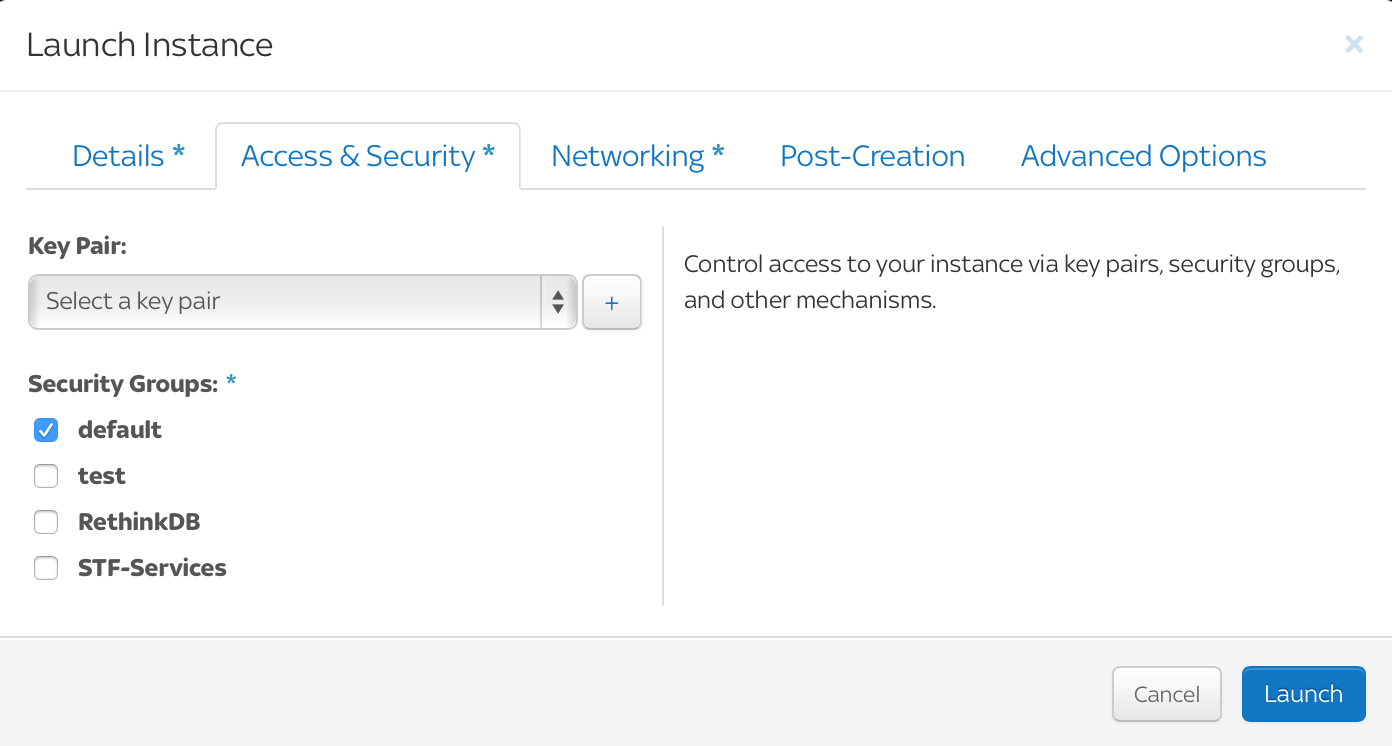 Launch Instance ×
Details * Access & Security * Networking * Post-Creation Advanced Options
Key Pair:
Select a key pair +
Control access to your instance via key pairs, security groups,
and other mechanisms.
Security Groups: *
default
test
RethinkDB
STF-Services
Cancel Launch